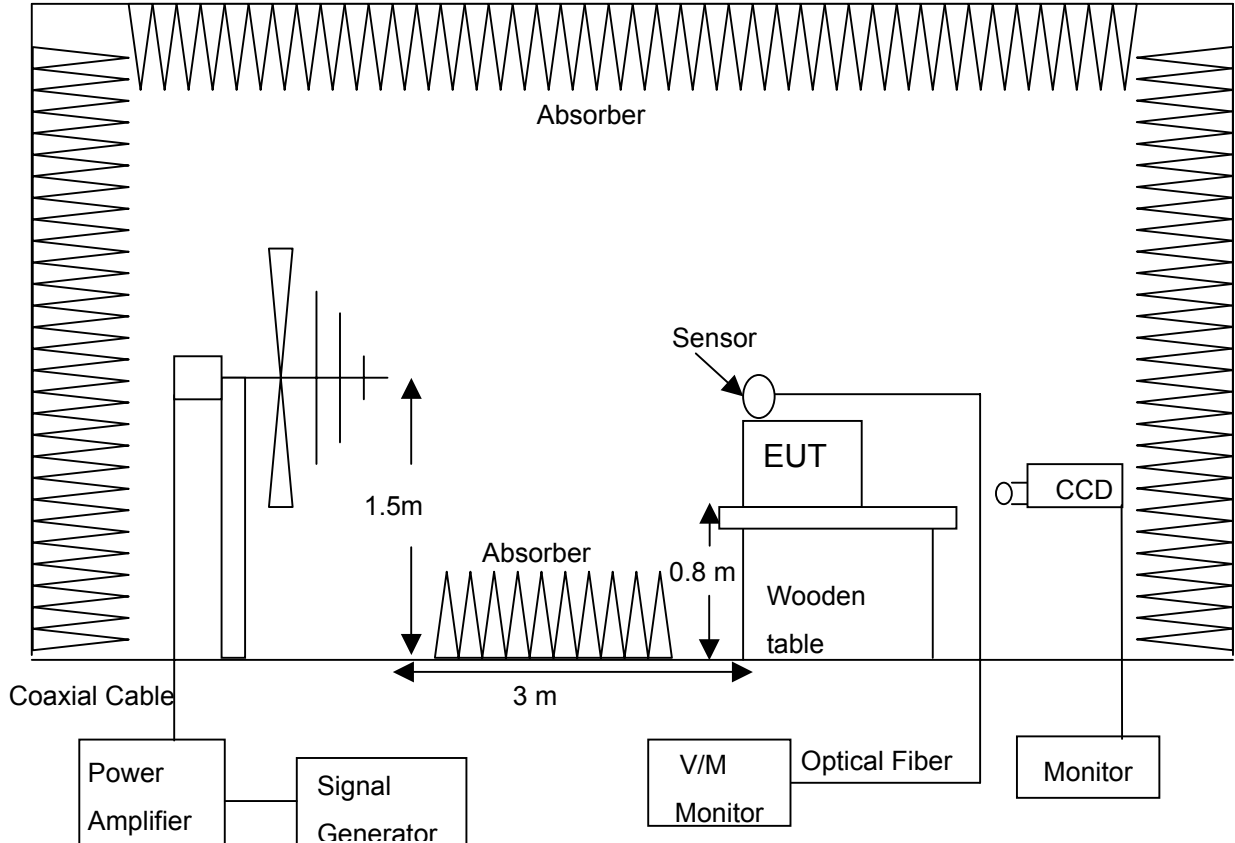 Absorber
Sensor
EUT
CCD
1.5m
Absorber
0.8 m
Wooden
table
3 m
Coaxial Cable
Power
Amplifier
Signal
Generator
V/M
Monitor
Optical Fiber
Monitor